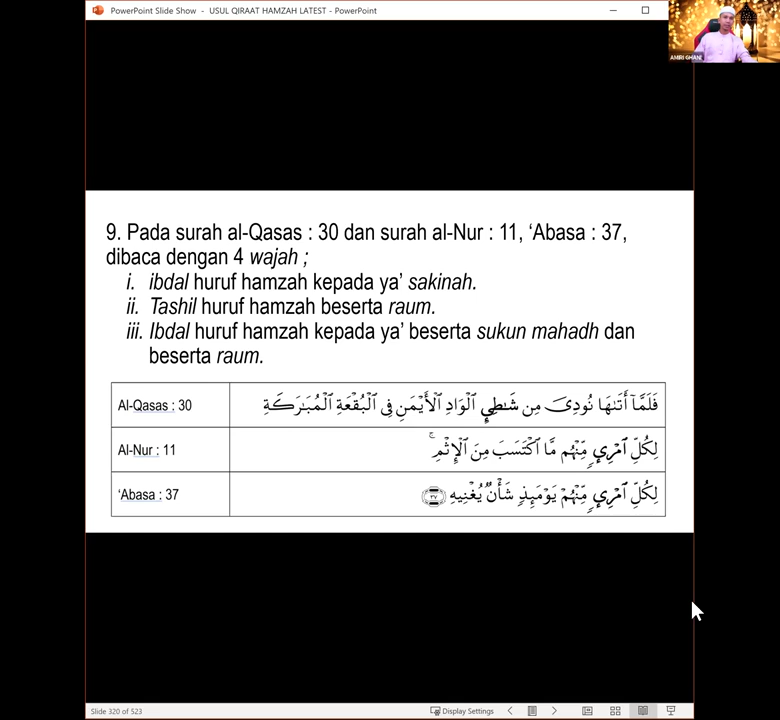 PowerPoint Slide Show - USUL QIRAAT HAMZAH LATEST - PowerPoint
AMIRI GHANI
9. Pada surah al-Qasas : 30 dan surah al-Nur : 11, ‘Abasa : 37,
dibaca dengan 4 wajah ;
i. ibdal huruf hamzah kepada ya’ sakinah.
ii. Tashil huruf hamzah beserta raum.
iii. Ibdal huruf hamzah kepada ya’ beserta sukun mahadh dan
beserta raum.
Al-Qasas : 30
فَلَمَّآ أَتَىٰهَا نُودِىَ مِن شَـٰطِيِٕ ٱلْوَادِ ٱلْأَيْمَنِ فِى ٱلْبُقْعَةِ ٱلْمُبَـٰرَكَةِ
Al-Nur : 11
لِكُلِّ ٱمْرِيٕٖ مِّنْهُم مَّا ٱكْتَسَبَ مِنَ ٱلْإِثْمِ ۚ
‘Abasa : 37
لِكُلِّ ٱمْرِيٕٖ مِّنْهُمْ يَوْمَئِذٖ شَأْنٞ يُغْنِيهِ ٣٧
Slide 320 of 523
Display Settings